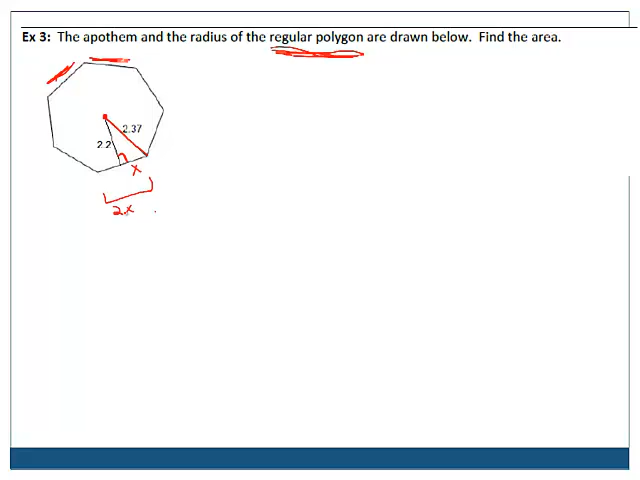 Ex 3: The apothem and the radius of the regular polygon are drawn below. Find the area.
2.37
2.2
x
2x